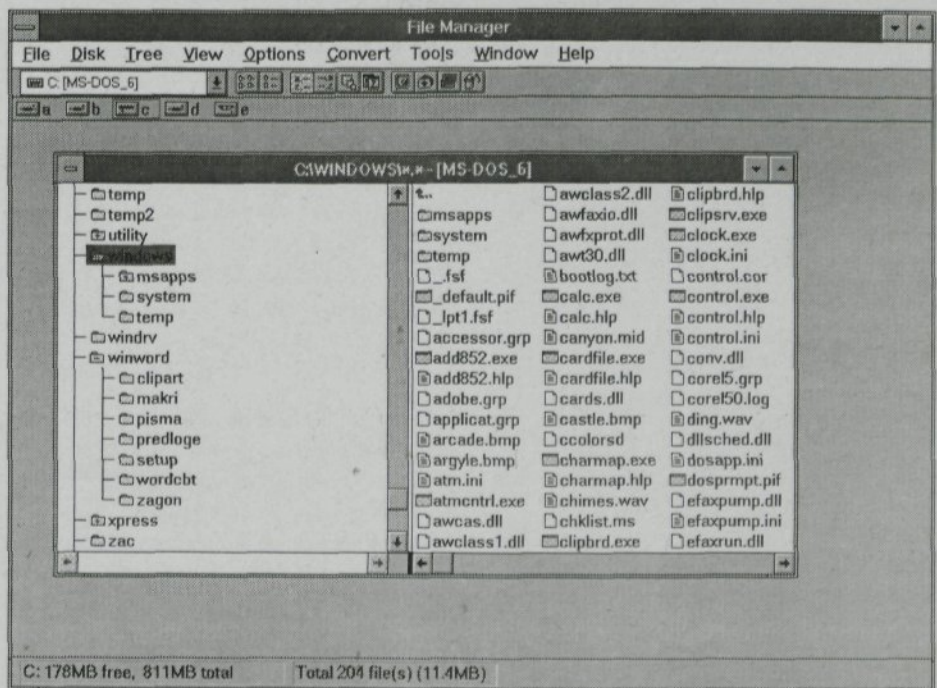 File Manager
File Disk Tree View Options Convert Tools Window Help
C: [MS-DOS_6]
a b c d e
C:\WINDOWS\*.* - [MS-DOS_6]
temp
temp2
utility
windows
msapps
system
temp
windrv
winword
clipart
makri
pisma
predloge
setup
wordcbt
zagon
xpress
zac
..
msapps
system
temp
_.fsf
_default.pif
_lpt1.fsf
accessor.grp
add852.exe
add852.hlp
adobe.grp
applicat.grp
arcade.bmp
argyle.bmp
atm.ini
atmcntrl.exe
awcas.dll
awclass1.dll
awclass2.dll
awfaxio.dll
awfxprot.dll
awt30.dll
bootlog.txt
calc.exe
calc.hlp
canyon.mid
cardfile.exe
cardfile.hlp
cards.dll
castle.bmp
ccolorsd
charmap.exe
charmap.hlp
chimes.wav
chklist.ms
clipbrd.exe
clipbrd.hlp
clipsrv.exe
clock.exe
clock.ini
control.cor
control.exe
control.hlp
control.ini
conv.dll
corel5.grp
corel50.log
ding.wav
dllsched.dll
dosapp.ini
dosprmpt.pif
efaxpump.dll
efaxpump.ini
efaxrun.dll
C: 178MB free, 811MB total Total 204 file(s) (11.4MB)